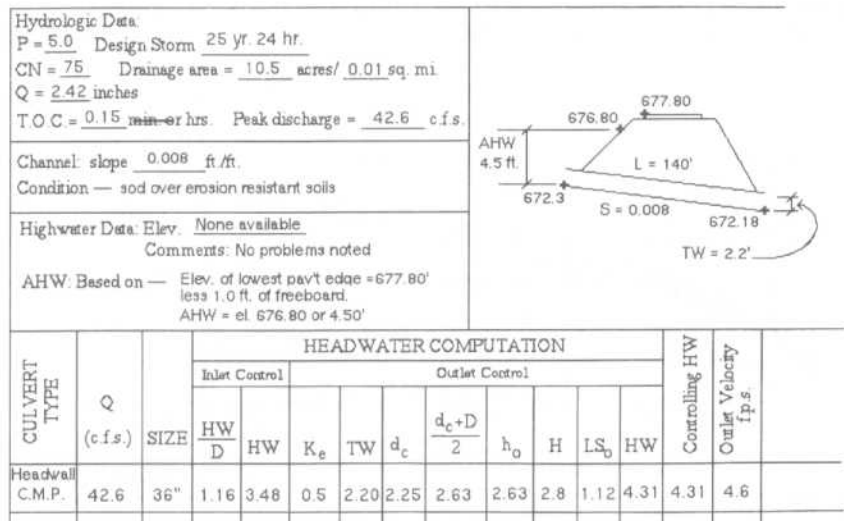 Hydrologic Data:
P = 5.0 Design Storm 25 yr. 24 hr.
CN = 75 Drainage area = 10.5 acres/ 0.01 sq. mi.
Q = 2.42 inches
T.O.C.= 0.15 min or hrs. Peak discharge = 42.6 c.f.s.
Channel: slope 0.008 ft./ft.
Condition — sod over erosion resistant soils
Highwater Data: Elev. None available
Comments: No problems noted
AHW: Based on — Elev. of lowest pav't edge =677.80'
less 1.0 ft. of freeboard.
AHW = el. 676.80 or 4.50'
677.80
676.80
AHW
4.5 ft.
L = 140'
672.3
S = 0.008
672.18
TW = 2.2'
HEADWATER COMPUTATION
Inlet Control Outlet Control
CULVERT TYPE Q (c.f.s.) SIZE HW/D HW Ke TW dc dc+D/2 ho H LSo HW Controlling HW Outlet Velocity f.p.s.
Headwall
C.M.P. 42.6 36" 1.16 3.48 0.5 2.20 2.25 2.63 2.63 2.8 1.12 4.31 4.31 4.6